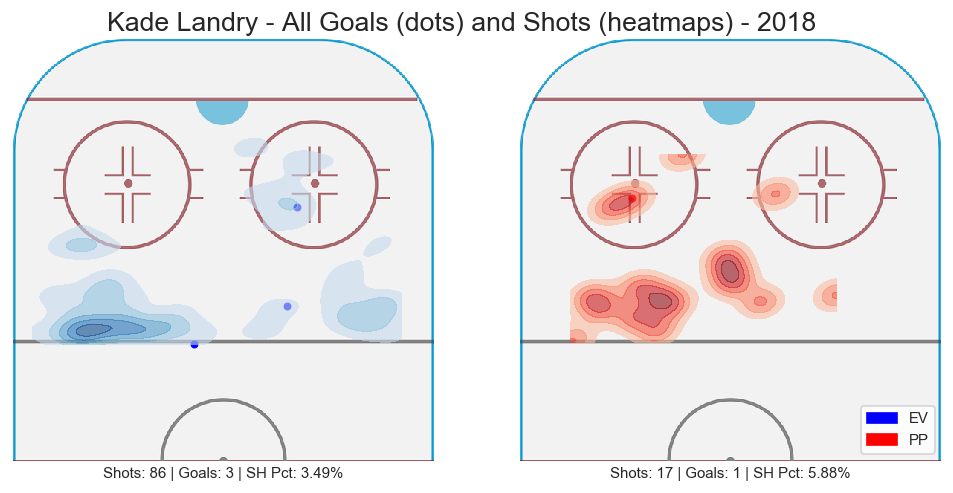 Kade Landry - All Goals (dots) and Shots (heatmaps) - 2018
EV
PP
Shots: 86 | Goals: 3 | SH Pct: 3.49%
Shots: 17 | Goals: 1 | SH Pct: 5.88%